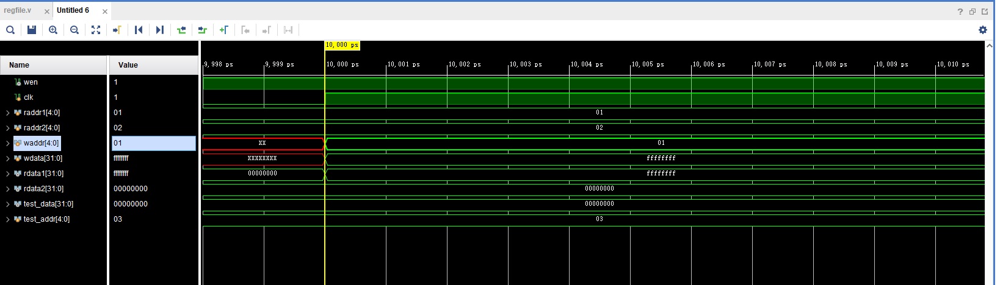 regfile.v × Untitled 6 ×
?
10,000 ps
Name Value
9,998 ps 9,999 ps 10,000 ps 10,001 ps 10,002 ps 10,003 ps 10,004 ps 10,005 ps 10,006 ps 10,007 ps 10,008 ps 10,009 ps 10,010 ps
wen 1
clk 1
raddr1[4:0] 01 01
raddr2[4:0] 02 02
waddr[4:0] 01 XX 01
wdata[31:0] ffffffff XXXXXXXX ffffffff
rdata1[31:0] ffffffff 00000000 ffffffff
rdata2[31:0] 00000000 00000000
test_data[31:0] 00000000 00000000
test_addr[4:0] 03 03